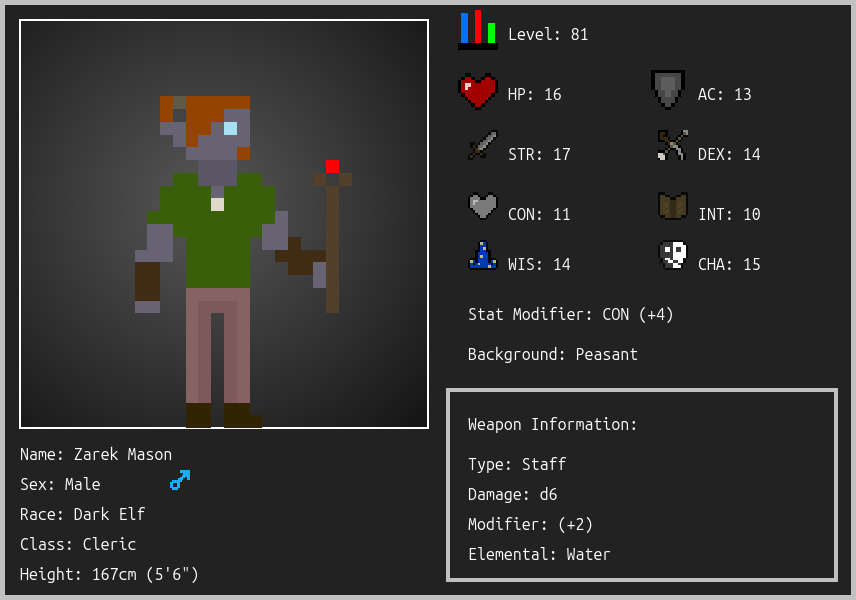 Level: 81
HP: 16
AC: 13
STR: 17
DEX: 14
CON: 11
INT: 10
WIS: 14
CHA: 15
Stat Modifier: CON (+4)
Background: Peasant
Weapon Information:
Type: Staff
Damage: d6
Modifier: (+2)
Elemental: Water
Name: Zarek Mason
Sex: Male
Race: Dark Elf
Class: Cleric
Height: 167cm (5'6")